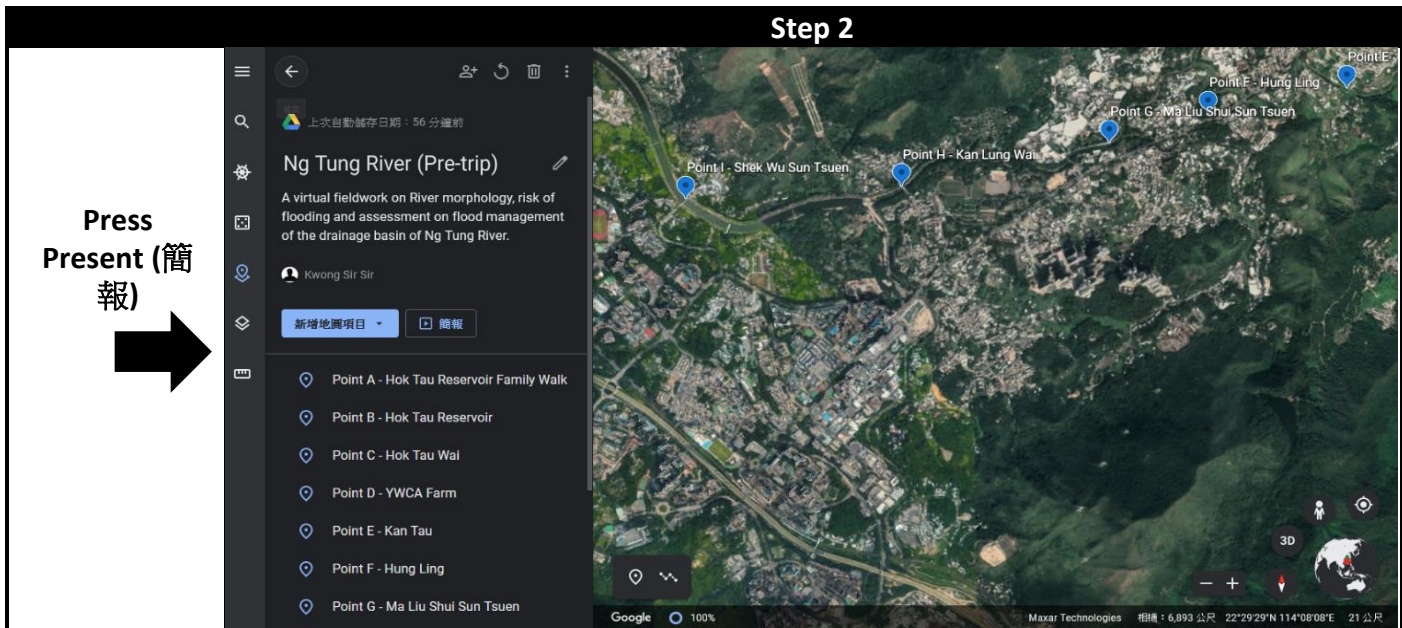 Step 2
Press
Present (簡
報)
上次自動儲存日期：56 分鐘前
Ng Tung River (Pre-trip)
A virtual fieldwork on River morphology, risk of
flooding and assessment on flood management
of the drainage basin of Ng Tung River.
Kwong Sir Sir
新增地圖項目
簡報
Point A - Hok Tau Reservoir Family Walk
Point B - Hok Tau Reservoir
Point C - Hok Tau Wai
Point D - YWCA Farm
Point E - Kan Tau
Point F - Hung Ling
Point G - Ma Liu Shui Sun Tsuen
Point E
Point F - Hung Ling
Point G - Ma Liu Shui Sun Tsuen
Point H - Kan Lung Wai
Point I - Shek Wu Sun Tsuen
3D
Google 100%
Maxar Technologies 相機：6,893 公尺 22°29'29"N 114°08'08"E 21 公尺